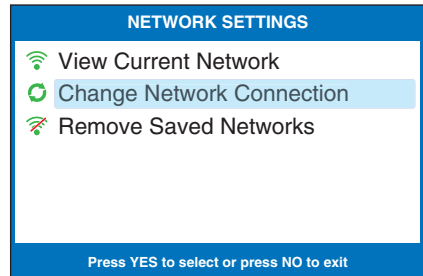 NETWORK SETTINGS
View Current Network
Change Network Connection
Remove Saved Networks
Press YES to select or press NO to exit